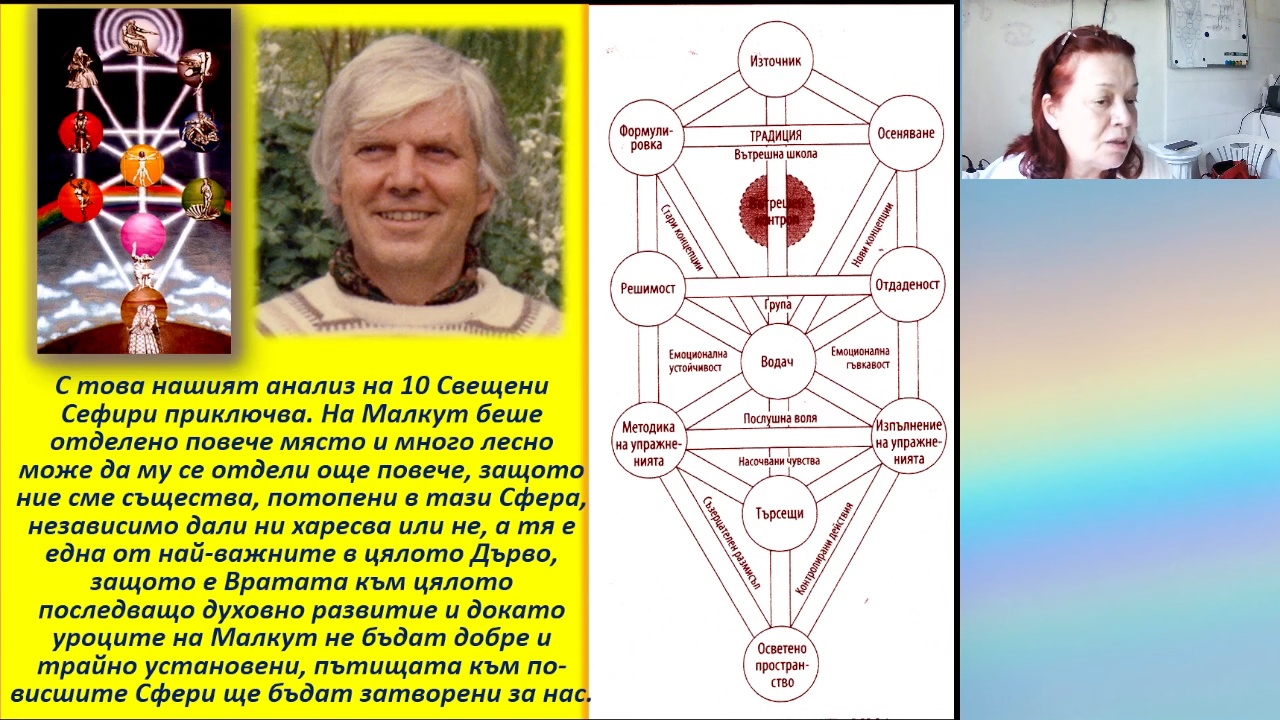 С това нашият анализ на 10 Свещени
Сефири приключва. На Малкут беше
отделено повече място и много лесно
може да му се отдели още повече, защото
ние сме същества, потопени в тази Сфера,
независимо дали ни харесва или не, а тя е
една от най-важните в цялото Дърво,
защото е Вратата към цялото
последващо духовно развитие и докато
уроците на Малкут не бъдат добре и
трайно установени, пътищата към по-
висшите Сфери ще бъдат затворени за нас.
Източник
Формули-
ровка
ТРАДИЦИЯ
Осеняване
Вътрешна школа
Вътрешен
контрол
Стари концепции
Нови концепции
Решимост
Отдаденост
Група
Емоционална
устойчивост
Водач
Емоционална
гъвкавост
Методика
на упражне-
нията
Послушна воля
Изпълнение
на упражне-
нията
Насочвани чувства
Търсещи
Съзерцателен размисъл
Контролирани действия
Осветено
простран-
ство